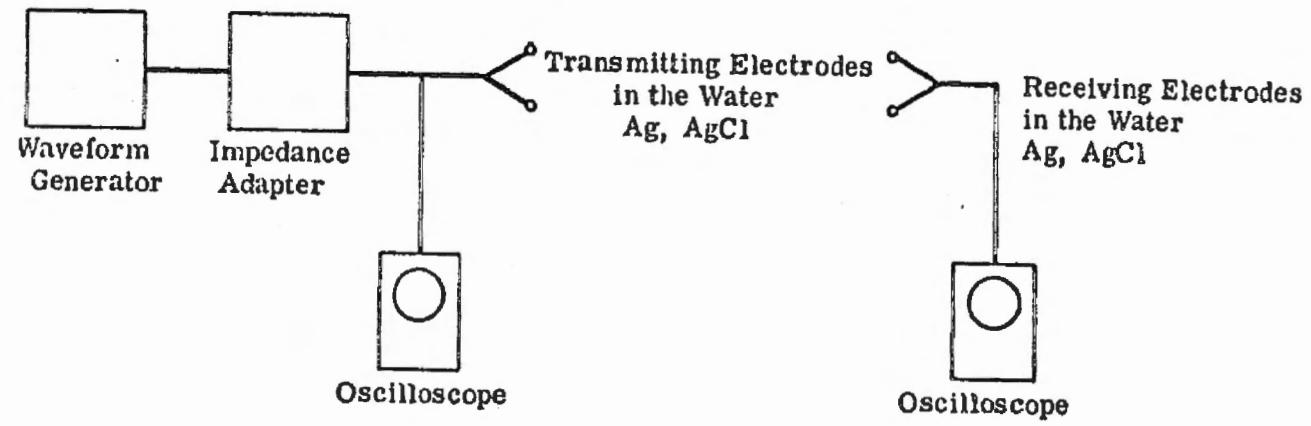 Waveform
Generator
Impedance
Adapter
Transmitting Electrodes
in the Water
Ag, AgCl
Receiving Electrodes
in the Water
Ag, AgCl
Oscilloscope
Oscilloscope